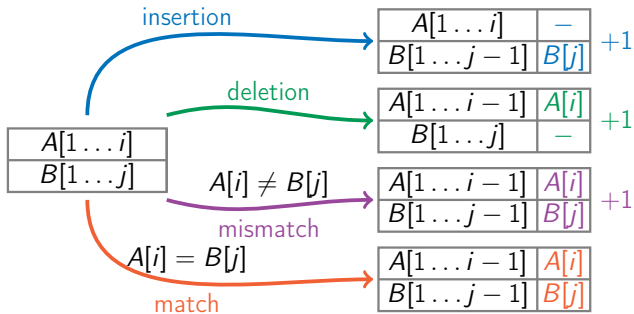 insertion
A[1 . . . i] −
B[1 . . . j − 1] B[j] +1
deletion
A[1 . . . i − 1] A[i]
B[1 . . . j] − +1
A[1 . . . i]
B[1 . . . j]
A[i] ≠ B[j]
mismatch
A[1 . . . i − 1] A[i]
B[1 . . . j − 1] B[j] +1
A[i] = B[j]
match
A[1 . . . i − 1] A[i]
B[1 . . . j − 1] B[j]